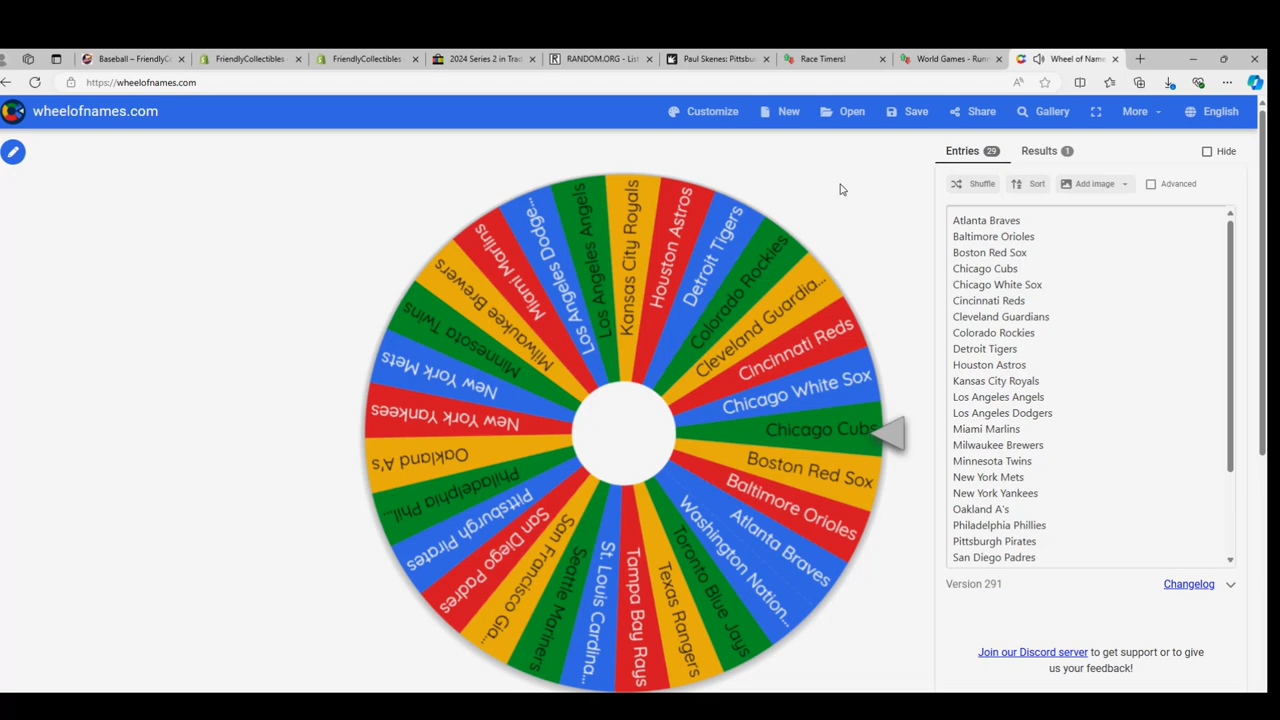 Baseball – FriendlyCc
FriendlyCollectibles
FriendlyCollectibles
2024 Series 2 in Trad
RANDOM.ORG - List
Paul Skenes: Pittsbur
Race Timers!
World Games - Runn
Wheel of Name
https://wheelofnames.com
wheelofnames.com
Customize
New
Open
Save
Share
Gallery
More
English
Entries 29
Results 1
Hide
Shuffle
Sort
Add image
Advanced
Atlanta Braves
Baltimore Orioles
Boston Red Sox
Chicago Cubs
Chicago White Sox
Cincinnati Reds
Cleveland Guardians
Colorado Rockies
Detroit Tigers
Houston Astros
Kansas City Royals
Los Angeles Angels
Los Angeles Dodgers
Miami Marlins
Milwaukee Brewers
Minnesota Twins
New York Mets
New York Yankees
Oakland A's
Philadelphia Phillies
Pittsburgh Pirates
San Diego Padres
Version 291
Changelog
Join our Discord server to get support or to give
us your feedback!
Kansas City Royals
Houston Astros
Detroit Tigers
Colorado Rockies
Cleveland Guardia...
Cincinnati Reds
Chicago White Sox
Chicago Cubs
Boston Red Sox
Baltimore Orioles
Atlanta Braves
Washington Nation...
Toronto Blue Jays
Texas Rangers
Tampa Bay Rays
St. Louis Cardina...
Seattle Mariners
San Francisco Gia...
San Diego Padres
Pittsburgh Pirates
Philadelphia Phil...
Oakland A's
New York Yankees
New York Mets
Minnesota Twins
Milwaukee Brewers
Miami Marlins
Los Angeles Dodge...
Los Angeles Angels